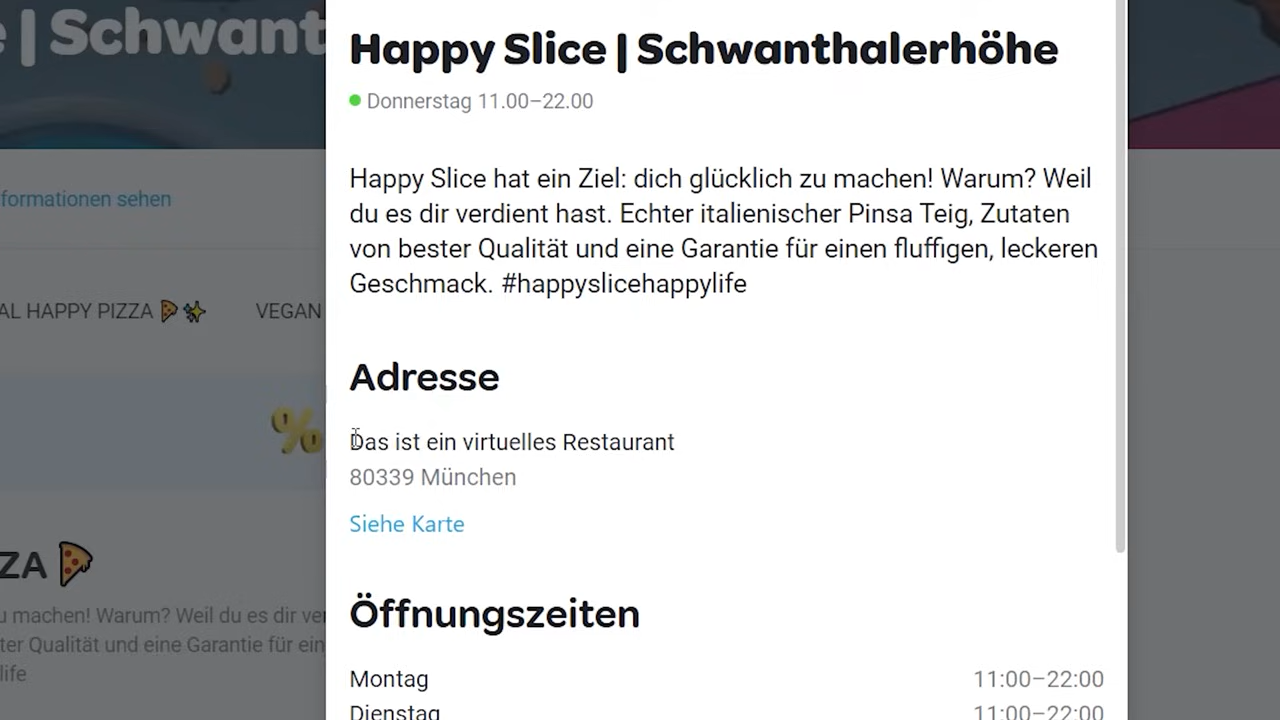 e | Schwant
Happy Slice | Schwanthalerhöhe
Donnerstag 11.00–22.00
formationen sehen
Happy Slice hat ein Ziel: dich glücklich zu machen! Warum? Weil
du es dir verdient hast. Echter italienischer Pinsa Teig, Zutaten
von bester Qualität und eine Garantie für einen fluffigen, leckeren
Geschmack. #happyslicehappylife
AL HAPPY PIZZA 🍕✨ VEGAN
Adresse
%
Das ist ein virtuelles Restaurant
80339 München
Siehe Karte
ZZA 🍕
u machen! Warum? Weil du es dir ver
ter Qualität und eine Garantie für ein
life
Öffnungszeiten
Montag 11:00–22:00
Dienstag 11:00–22:00